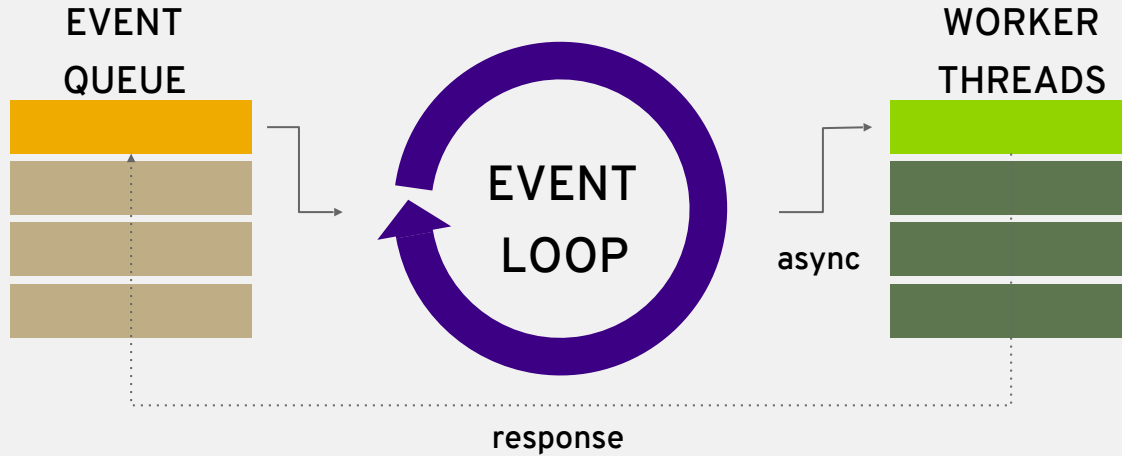 EVENT
QUEUE
EVENT
LOOP
async
WORKER
THREADS
response